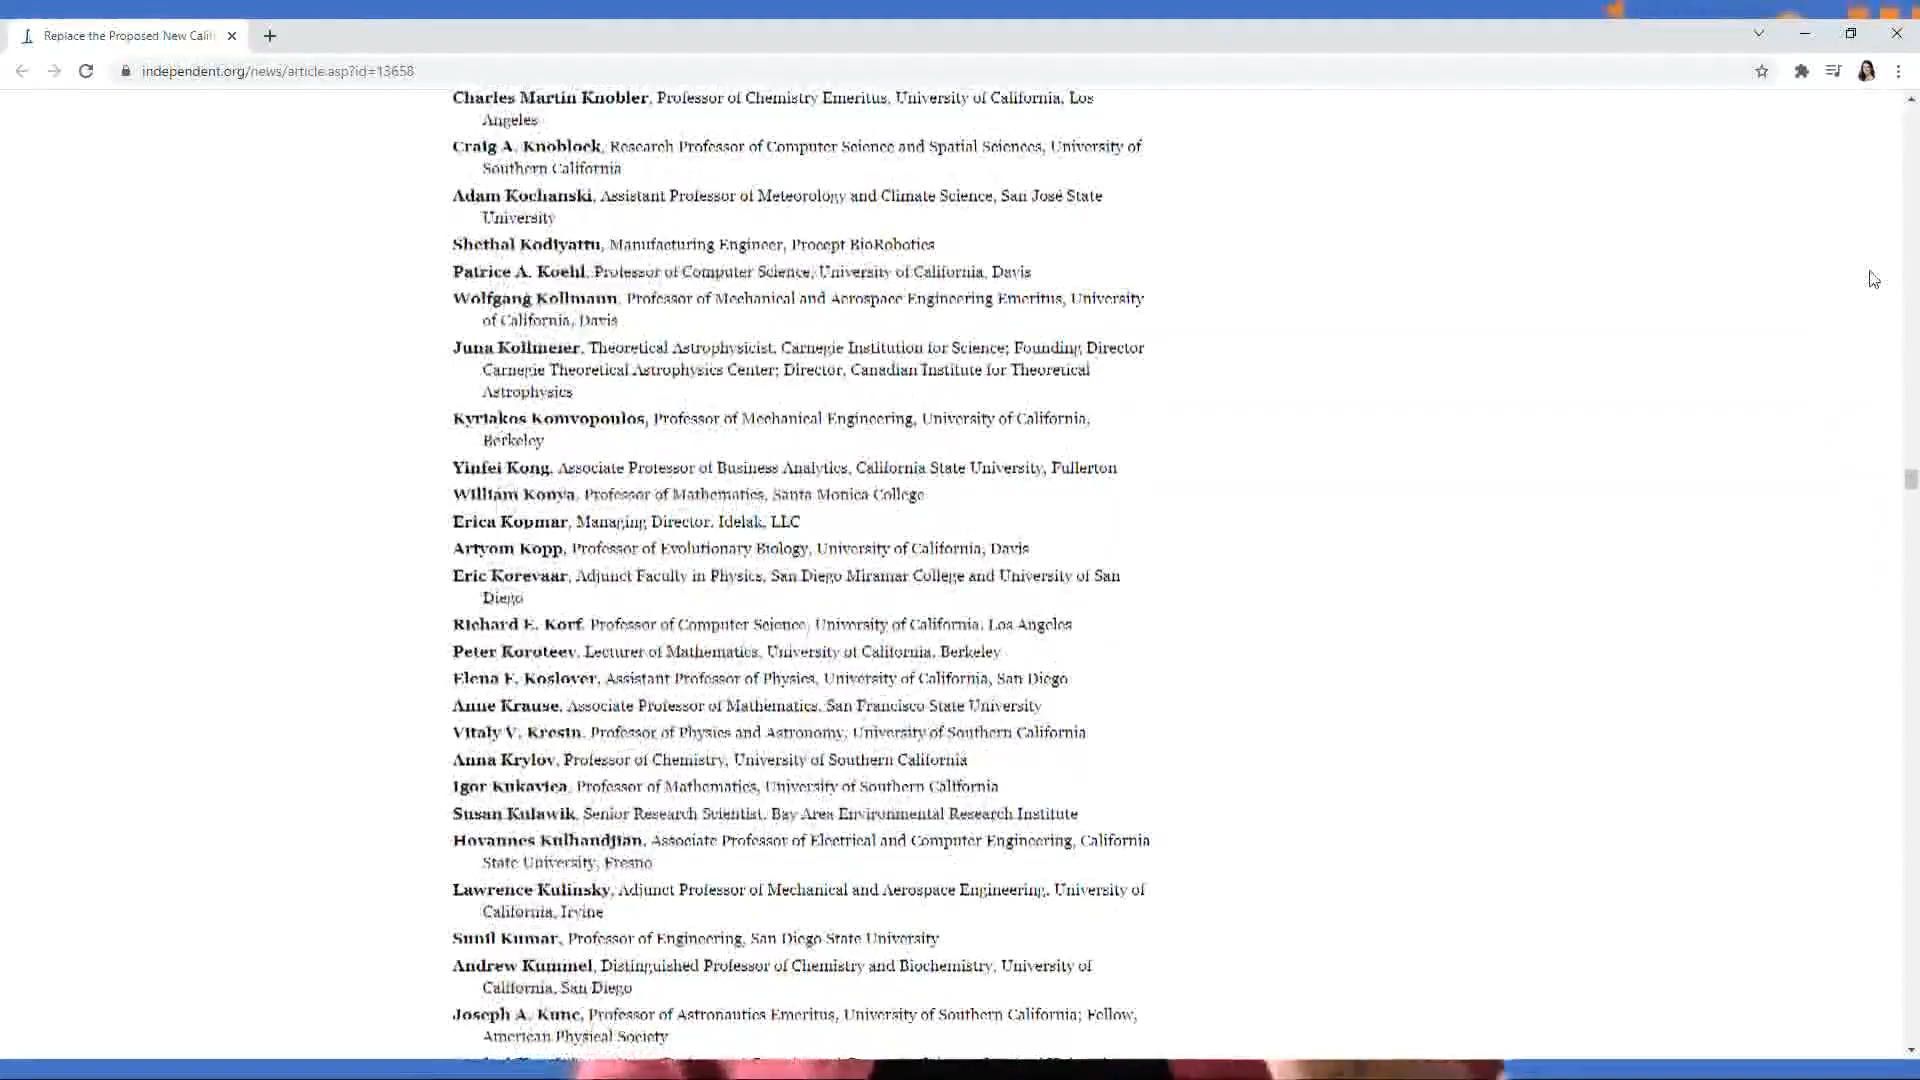 Replace the Proposed New Calif
independent.org/news/article.asp?id=13658
Charles Martin Knobler, Professor of Chemistry Emeritus, University of California, Los
Angeles
Craig A. Knoblock, Research Professor of Computer Science and Spatial Sciences, University of
Southern California
Adam Kochanski, Assistant Professor of Meteorology and Climate Science, San José State
University
Shethal Kodiyattu, Manufacturing Engineer, Procept BioRobotics
Patrice A. Koehl, Professor of Computer Science, University of California, Davis
Wolfgang Kollmann, Professor of Mechanical and Aerospace Engineering Emeritus, University
of California, Davis
Juna Kollmeier, Theoretical Astrophysicist, Carnegie Institution for Science; Founding Director
Carnegie Theoretical Astrophysics Center; Director, Canadian Institute for Theoretical
Astrophysics
Kyriakos Komvopoulos, Professor of Mechanical Engineering, University of California,
Berkeley
Yinfei Kong, Associate Professor of Business Analytics, California State University, Fullerton
William Konya, Professor of Mathematics, Santa Monica College
Erica Kopmar, Managing Director, Idelak, LLC
Artyom Kopp, Professor of Evolutionary Biology, University of California, Davis
Eric Korevaar, Adjunct Faculty in Physics, San Diego Miramar College and University of San
Diego
Richard E. Korf, Professor of Computer Science, University of California, Los Angeles
Peter Koroteev, Lecturer of Mathematics, University of California, Berkeley
Elena F. Koslover, Assistant Professor of Physics, University of California, San Diego
Anne Krause, Associate Professor of Mathematics, San Francisco State University
Vitaly V. Kresin, Professor of Physics and Astronomy, University of Southern California
Anna Krylov, Professor of Chemistry, University of Southern California
Igor Kukavica, Professor of Mathematics, University of Southern California
Susan Kulawik, Senior Research Scientist, Bay Area Environmental Research Institute
Hovannes Kulhandjian, Associate Professor of Electrical and Computer Engineering, California
State University, Fresno
Lawrence Kulinsky, Adjunct Professor of Mechanical and Aerospace Engineering, University of
California, Irvine
Sunil Kumar, Professor of Engineering, San Diego State University
Andrew Kummel, Distinguished Professor of Chemistry and Biochemistry, University of
California, San Diego
Joseph A. Kunc, Professor of Astronautics Emeritus, University of Southern California; Fellow,
American Physical Society